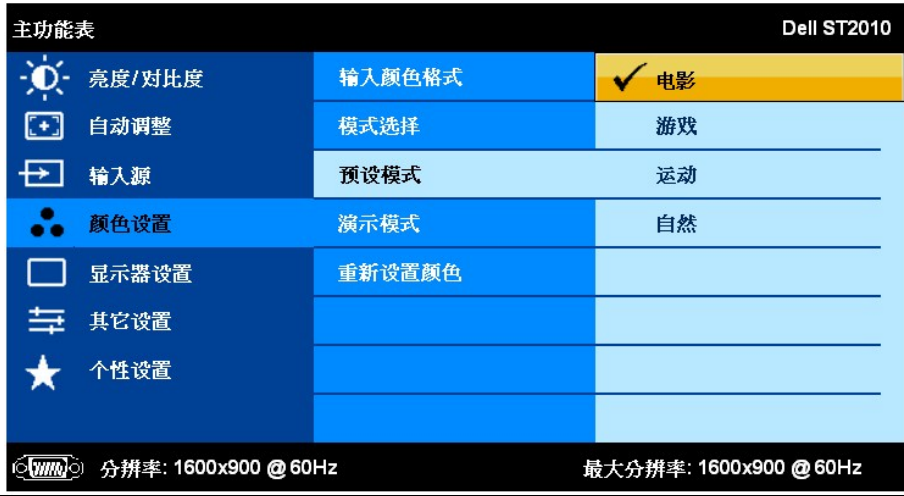 主功能表 Dell ST2010
亮度/对比度 输入颜色格式 电影
自动调整 模式选择 游戏
输入源 预设模式 运动
颜色设置 演示模式 自然
显示器设置 重新设置颜色
其它设置
个性设置
分辨率: 1600x900 @ 60Hz 最大分辨率: 1600x900 @ 60Hz